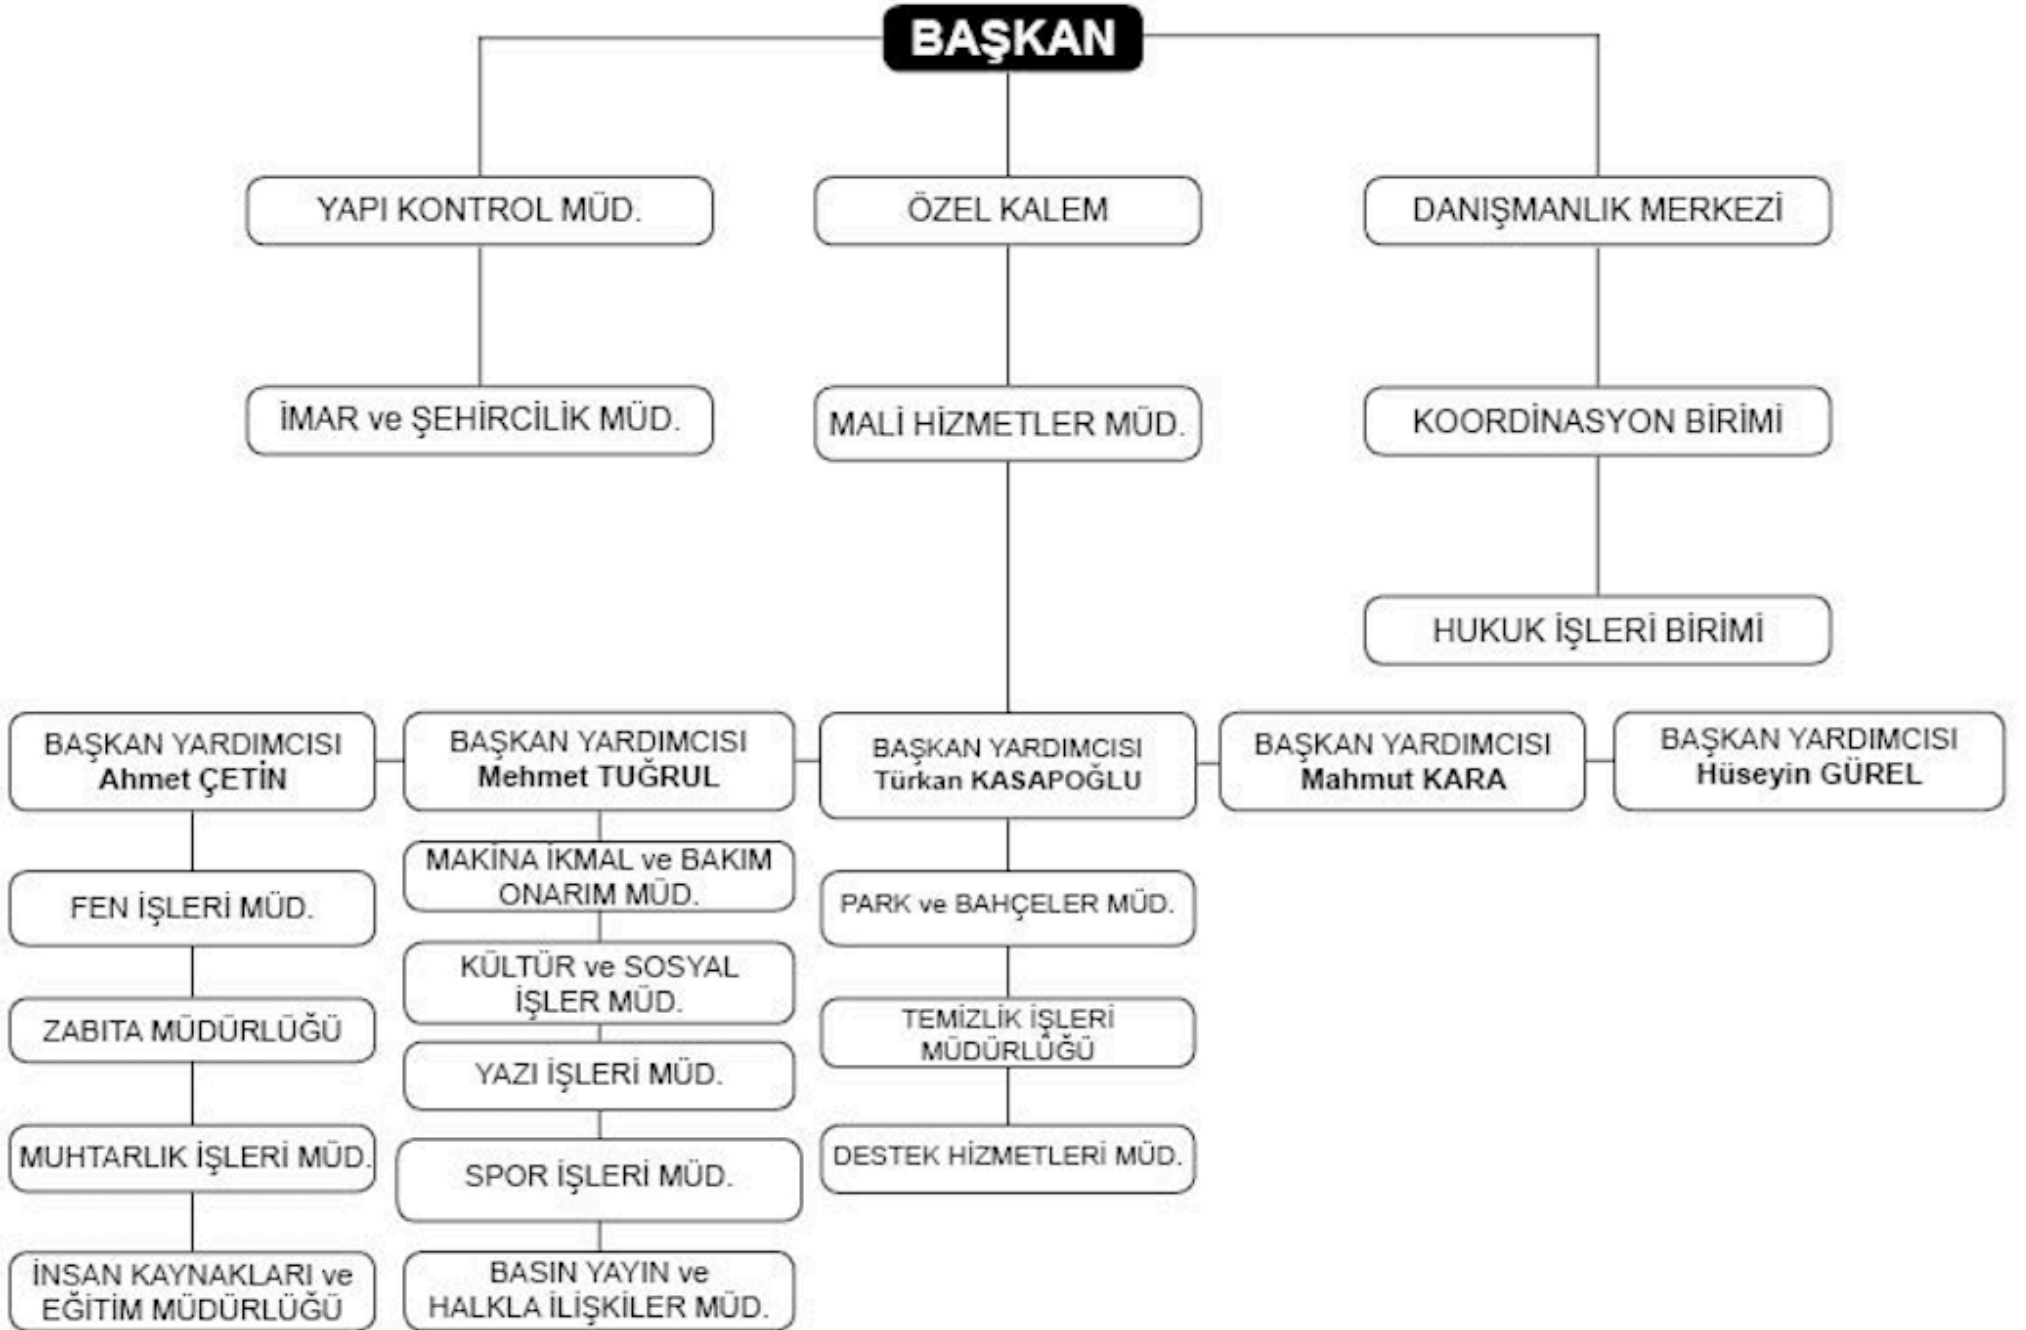 BAŞKAN
YAPI KONTROL MÜD.
ÖZEL KALEM
DANIŞMANLIK MERKEZİ
İMAR ve ŞEHİRCİLİK MÜD.
MALİ HİZMETLER MÜD.
KOORDİNASYON BİRİMİ
HUKUK İŞLERİ BİRİMİ
BAŞKAN YARDIMCISI
Ahmet ÇETİN
BAŞKAN YARDIMCISI
Mehmet TUĞRUL
BAŞKAN YARDIMCISI
Türkan KASAPOĞLU
BAŞKAN YARDIMCISI
Mahmut KARA
BAŞKAN YARDIMCISI
Hüseyin GÜREL
FEN İŞLERİ MÜD.
ZABITA MÜDÜRLÜĞÜ
MUHTARLIK İŞLERİ MÜD.
İNSAN KAYNAKLARI ve
EĞİTİM MÜDÜRLÜĞÜ
MAKİNA İKMAL ve BAKIM
ONARIM MÜD.
KÜLTÜR ve SOSYAL
İŞLER MÜD.
YAZI İŞLERİ MÜD.
SPOR İŞLERİ MÜD.
BASIN YAYIN ve
HALKLA İLİŞKİLER MÜD.
PARK ve BAHÇELER MÜD.
TEMİZLİK İŞLERİ
MÜDÜRLÜĞÜ
DESTEK HİZMETLERİ MÜD.